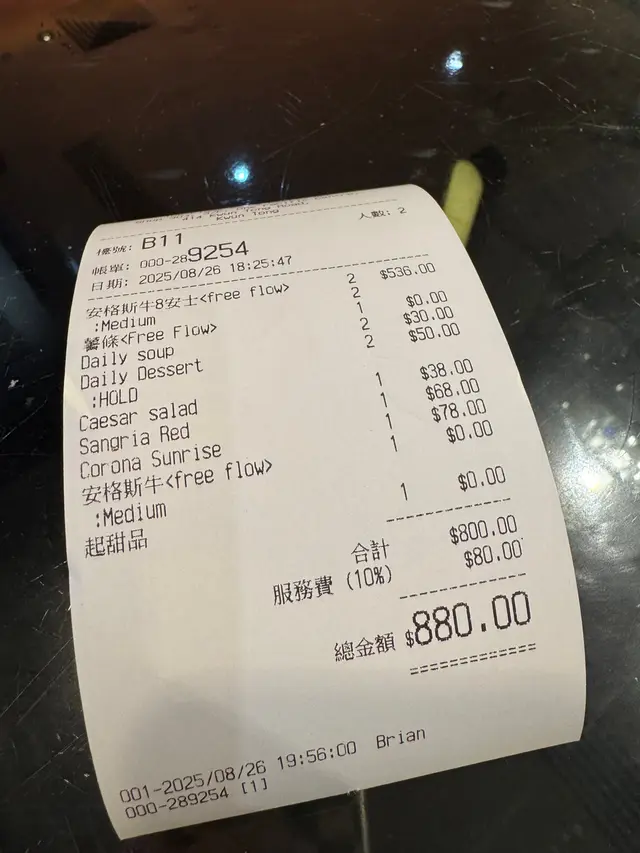 414 Kwun Tong Road,
Kwun Tong
檯號: B11 人數: 2
帳單: 000-289254
日期: 2025/08/26 18:25:47
安格斯牛8安士<free flow> 2 $536.00
:Medium 2
薯條<Free Flow> 1 $0.00
Daily soup 2 $30.00
Daily Dessert 2 $50.00
:HOLD
Caesar salad 1 $38.00
Sangria Red 1 $68.00
Corona Sunrise 1 $78.00
安格斯牛<free flow> 1 $0.00
:Medium
起甜品 1 $0.00
合計 $800.00
服務費 (10%) $80.00
總金額 $880.00
001-2025/08/26 19:56:00 Brian
000-289254 [1]